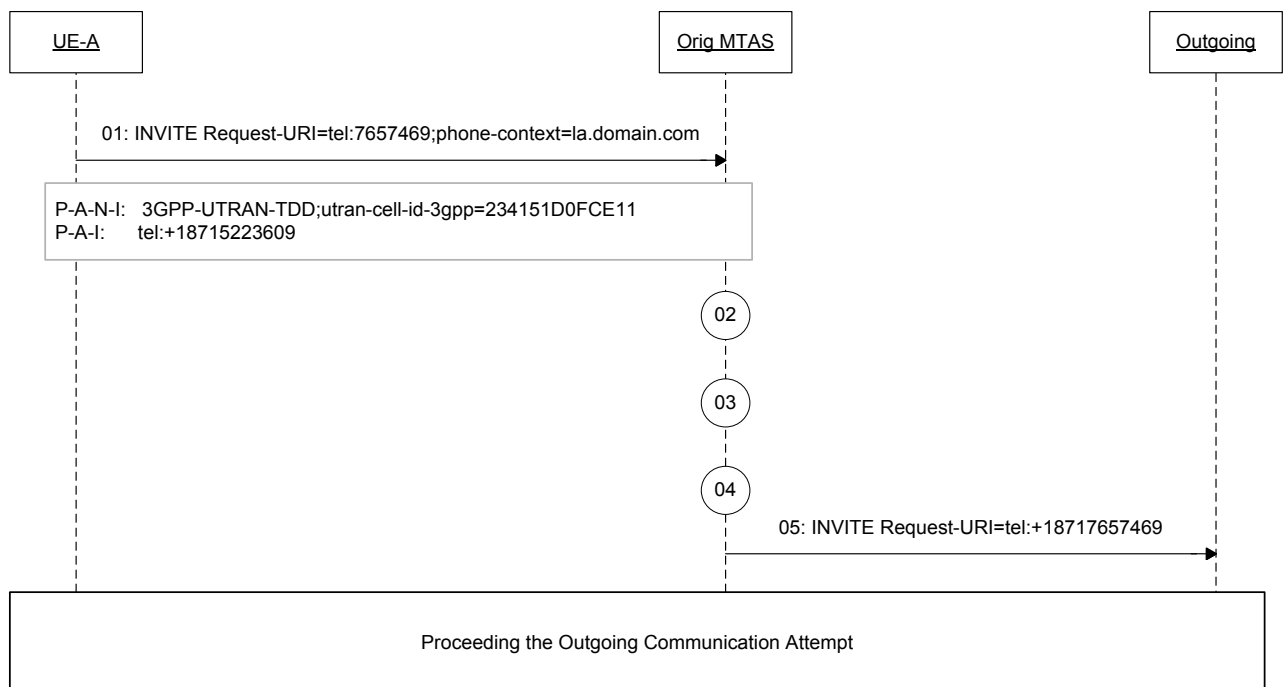 UE-A
Orig MTAS
Outgoing
01: INVITE Request-URI=tel:7657469;phone-context=la.domain.com
P-A-N-I: 3GPP-UTRAN-TDD;utran-cell-id-3gpp=234151D0FCE11
P-A-I: tel:+18715223609
02
03
04
05: INVITE Request-URI=tel:+18717657469
Proceeding the Outgoing Communication Attempt